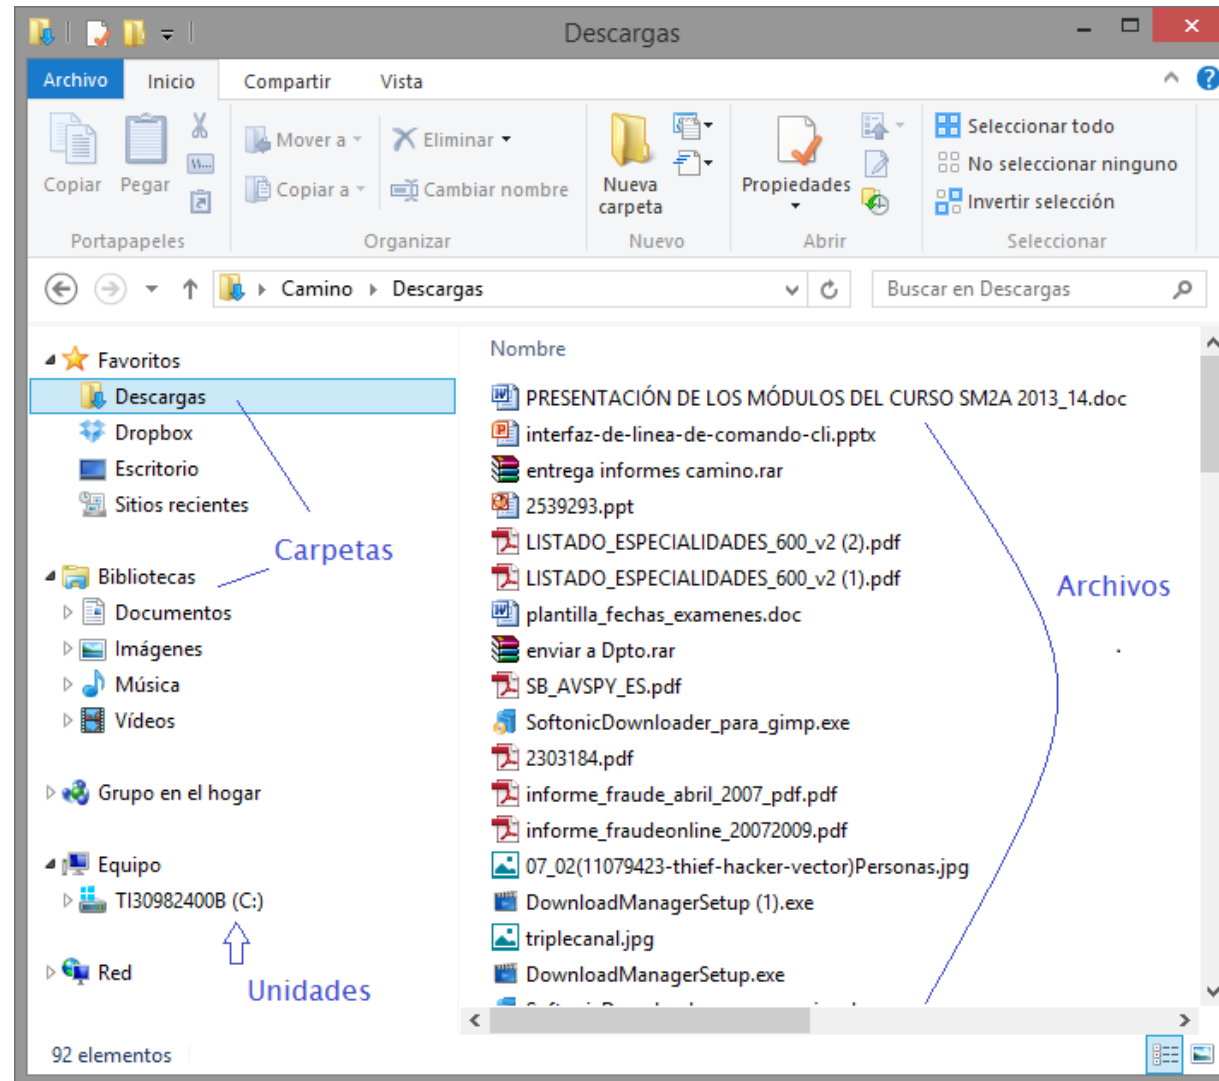 Descargas
Archivo Inicio Compartir Vista
Copiar Pegar Mover a Copiar a Eliminar Cambiar nombre Nueva carpeta Propiedades Seleccionar todo No seleccionar ninguno Invertir selección
Portapapeles Organizar Nuevo Abrir Seleccionar
Camino Descargas Buscar en Descargas
Favoritos
Descargas
Dropbox
Escritorio
Sitios recientes
Carpetas
Bibliotecas
Documentos
Imágenes
Música
Vídeos
Grupo en el hogar
Equipo
TI30982400B (C:)
Red
Unidades
Nombre
PRESENTACIÓN DE LOS MÓDULOS DEL CURSO SM2A 2013_14.doc
interfaz-de-linea-de-comando-cli.pptx
entrega informes camino.rar
2539293.ppt
LISTADO_ESPECIALIDADES_600_v2 (2).pdf
LISTADO_ESPECIALIDADES_600_v2 (1).pdf
Archivos
plantilla_fechas_examenes.doc
enviar a Dpto.rar
SB_AVSPY_ES.pdf
SoftonicDownloader_para_gimp.exe
2303184.pdf
informe_fraude_abril_2007_pdf.pdf
informe_fraudeonline_20072009.pdf
07_02(11079423-thief-hacker-vector)Personas.jpg
DownloadManagerSetup (1).exe
triplecanal.jpg
DownloadManagerSetup.exe
92 elementos